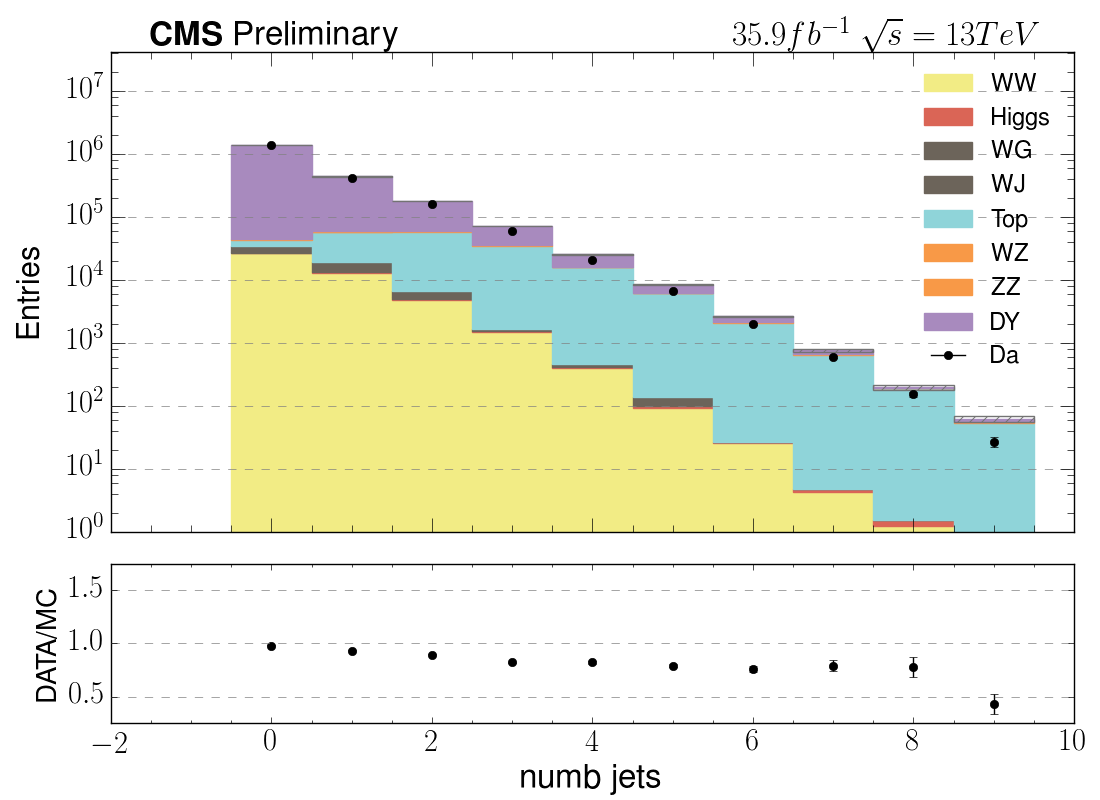 CMS Preliminary 35.9fb⁻¹ √s = 13TeV
Entries
10⁷
10⁶
10⁵
10⁴
10³
10²
10¹
10⁰
WW
Higgs
WG
WJ
Top
WZ
ZZ
DY
Da
DATA/MC
1.5
1.0
0.5
−2 0 2 4 6 8 10
numb jets